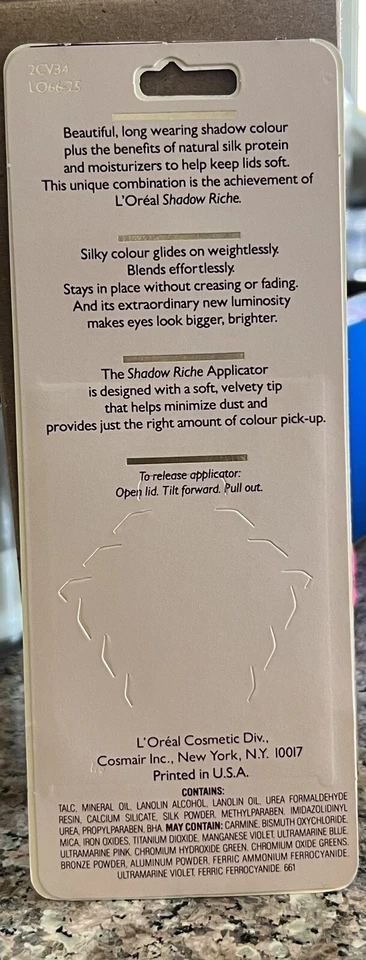 2CV34
LO66-25
Beautiful, long wearing shadow colour
plus the benefits of natural silk protein
and moisturizers to help keep lids soft.
This unique combination is the achievement of
L'Oréal Shadow Riche.
Silky colour glides on weightlessly.
Blends effortlessly.
Stays in place without creasing or fading.
And its extraordinary new luminosity
makes eyes look bigger, brighter.
The Shadow Riche Applicator
is designed with a soft, velvety tip
that helps minimize dust and
provides just the right amount of colour pick-up.
To release applicator:
Open lid. Tilt forward. Pull out.
L'Oréal Cosmetic Div.,
Cosmair Inc., New York, N.Y. 10017
Printed in U.S.A.
CONTAINS:
TALC, MINERAL OIL, LANOLIN ALCOHOL, LANOLIN OIL, UREA FORMALDEHYDE
RESIN, CALCIUM SILICATE, SILK POWDER, METHYLPARABEN, IMIDAZOLIDINYL
UREA, PROPYLPARABEN, BHA. MAY CONTAIN: CARMINE, BISMUTH OXYCHLORIDE,
MICA, IRON OXIDES, TITANIUM DIOXIDE, MANGANESE VIOLET, ULTRAMARINE BLUE,
ULTRAMARINE PINK, CHROMIUM HYDROXIDE GREEN, CHROMIUM OXIDE GREENS,
BRONZE POWDER, ALUMINUM POWDER, FERRIC AMMONIUM FERROCYANIDE,
ULTRAMARINE VIOLET, FERRIC FERROCYANIDE. 661